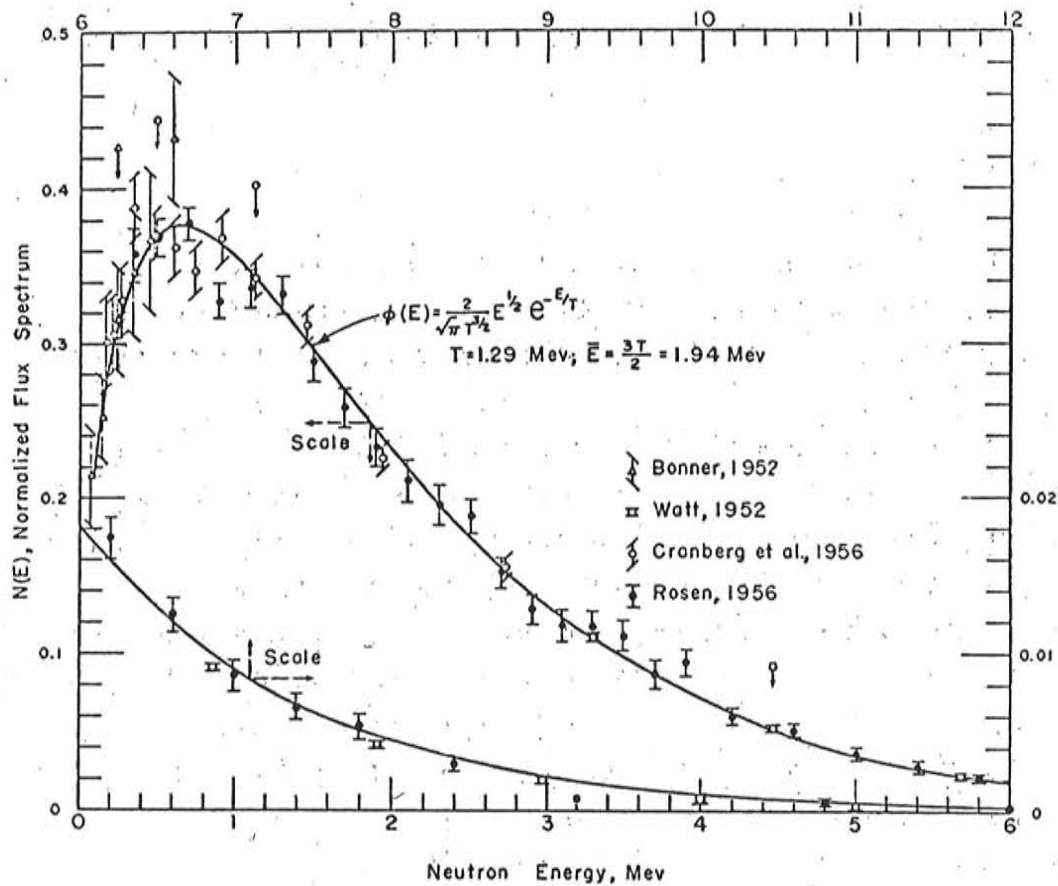 6 7 8 9 10 11 12
0.5
0.4
0.3
0.2
0.1
0
N(E), Normalized Flux Spectrum
ϕ(E) = 2/(√π T^3/2) E^1/2 e^-E/T
T = 1.29 Mev; E̅ = 3T/2 = 1.94 Mev
Scale
Bonner, 1952
Watt, 1952
Cranberg et al., 1956
Rosen, 1956
Scale
0.02
0.01
0
0 1 2 3 4 5 6
Neutron Energy, Mev